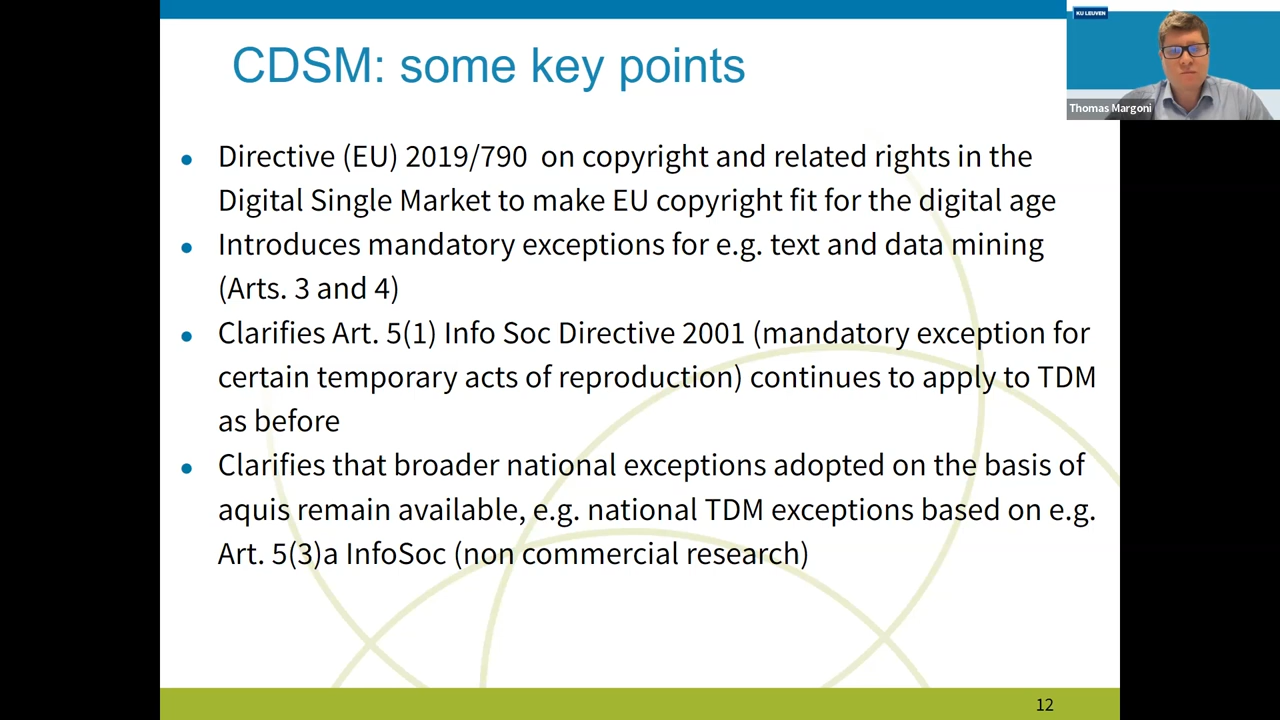 CDSM: some key points
KU LEUVEN
Thomas Margoni
• Directive (EU) 2019/790 on copyright and related rights in the
Digital Single Market to make EU copyright fit for the digital age
• Introduces mandatory exceptions for e.g. text and data mining
(Arts. 3 and 4)
• Clarifies Art. 5(1) Info Soc Directive 2001 (mandatory exception for
certain temporary acts of reproduction) continues to apply to TDM
as before
• Clarifies that broader national exceptions adopted on the basis of
aquis remain available, e.g. national TDM exceptions based on e.g.
Art. 5(3)a InfoSoc (non commercial research)
12